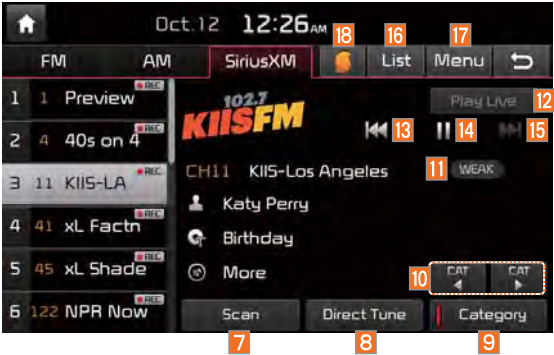 Oct.12 12:26AM
18 16 17
FM AM SiriusXM List Menu
1 1 Preview REC
2 4 40s on 4 REC
3 11 KIIS-LA REC
4 41 xL Factn REC
5 45 xL Shade REC
6 122 NPR Now REC
102.7
KIISFM
Play Live 12
13 14 15
CH11 KIIS-Los Angeles 11 WEAK
Katy Perry
Birthday
More
10 CAT CAT
Scan Direct Tune Category
7 8 9